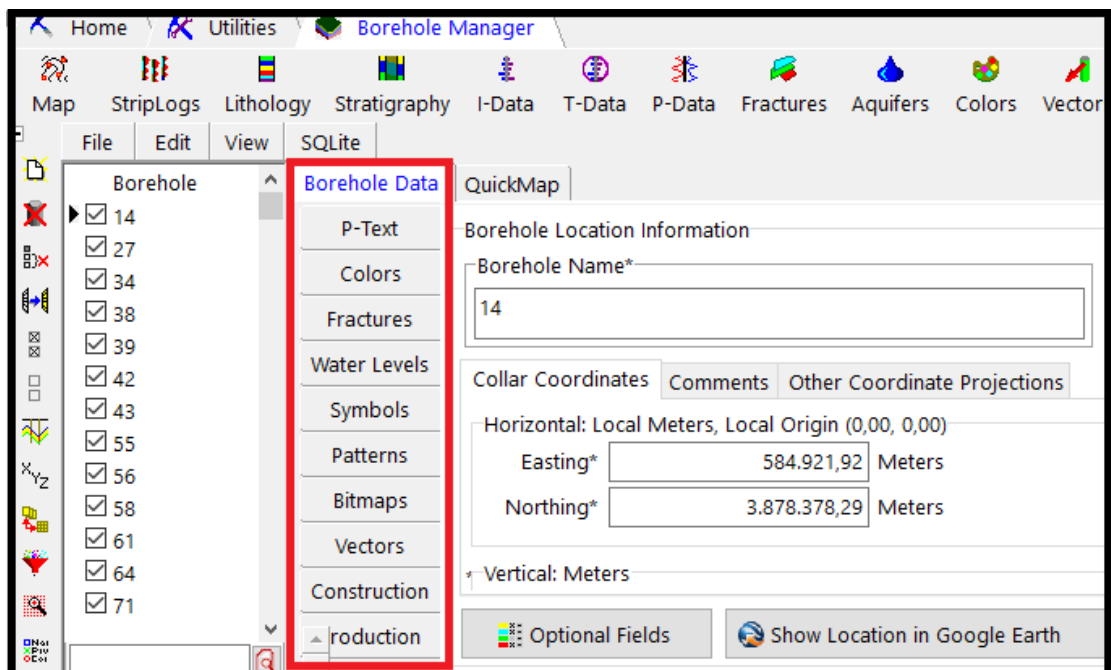 Home Utilities Borehole Manager
Map StripLogs Lithology Stratigraphy I-Data T-Data P-Data Fractures Aquifers Colors Vector
File Edit View SQLite
Borehole
14
27
34
38
39
42
43
55
56
58
61
64
71
Borehole Data
P-Text
Colors
Fractures
Water Levels
Symbols
Patterns
Bitmaps
Vectors
Construction
roduction
QuickMap
Borehole Location Information
Borehole Name*
14
Collar Coordinates Comments Other Coordinate Projections
Horizontal: Local Meters, Local Origin (0,00, 0,00)
Easting* 584.921,92 Meters
Northing* 3.878.378,29 Meters
* Vertical: Meters
Optional Fields Show Location in Google Earth